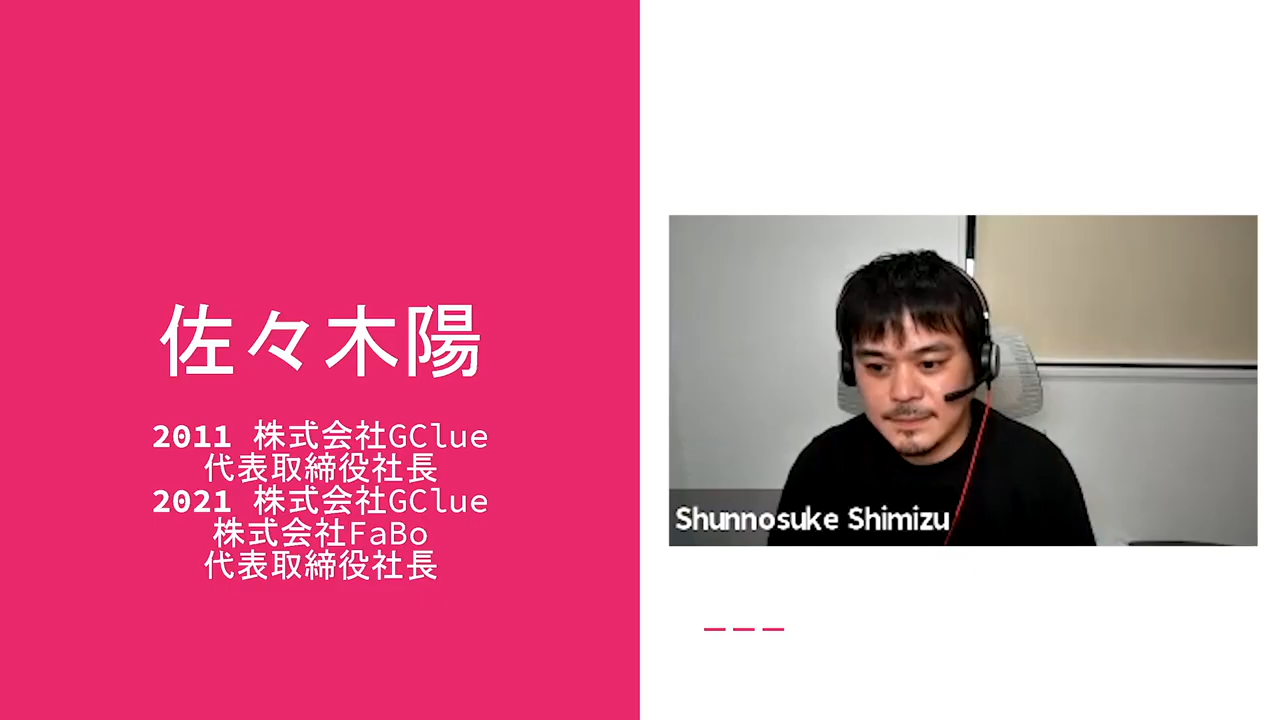 佐々木陽
2011 株式会社GClue
代表取締役社長
2021 株式会社GClue
株式会社FaBo
代表取締役社長
Shunnosuke Shimizu